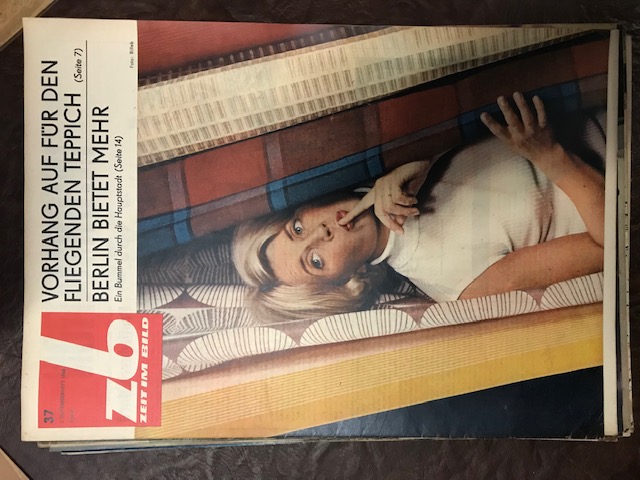 37
zb
ZEIT IM BILD
VORHANG AUF FÜR DEN
FLIEGENDEN TEPPICH (Seite 7)
BERLIN BIETET MEHR
Ein Bummel durch die Hauptstadt (Seite 14)